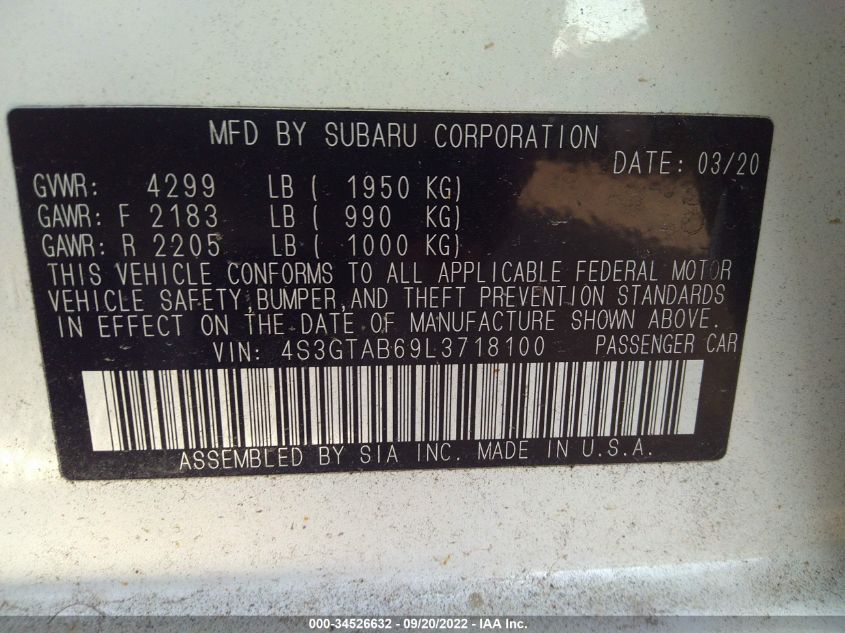 MFD BY SUBARU CORPORATION
DATE: 03/20
GVWR: 4299 LB ( 1950 KG)
GAWR: F 2183 LB ( 990 KG)
GAWR: R 2205 LB ( 1000 KG)
THIS VEHICLE CONFORMS TO ALL APPLICABLE FEDERAL MOTOR
VEHICLE SAFETY, BUMPER, AND THEFT PREVENTION STANDARDS
IN EFFECT ON THE DATE OF MANUFACTURE SHOWN ABOVE.
VIN: 4S3GTAB69L3718100 PASSENGER CAR
ASSEMBLED BY SIA INC. MADE IN U.S.A.
000-34526632 - 09/20/2022 - IAA Inc.